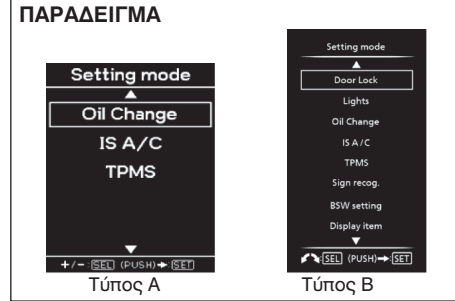 ΠΑΡΑΔΕΙΓΜΑ
Setting mode
Oil Change
IS A/C
TPMS
+/-:SEL (PUSH)➔:SET
Τύπος A
Setting mode
Door Lock
Lights
Oil Change
IS A/C
TPMS
Sign recog.
BSW setting
Display item
:SEL (PUSH)➔:SET
Τύπος B